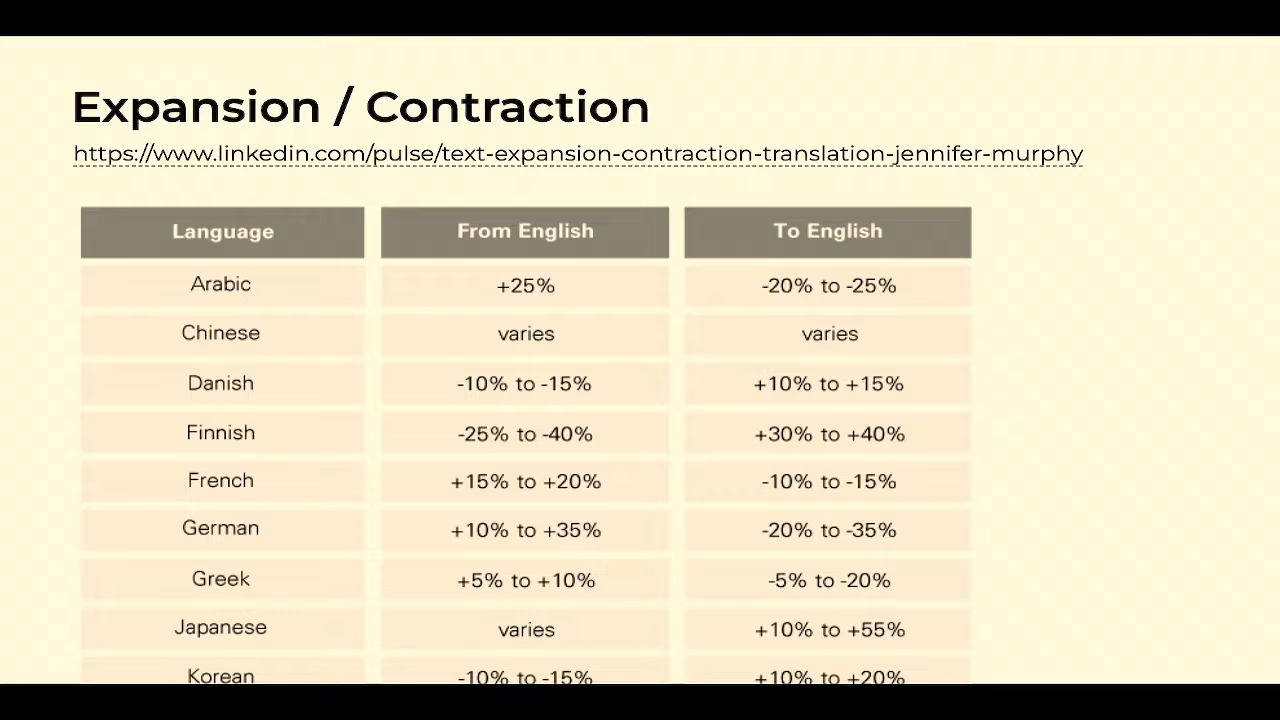 Expansion / Contraction
https://www.linkedin.com/pulse/text-expansion-contraction-translation-jennifer-murphy
Language From English To English
Arabic +25% -20% to -25%
Chinese varies varies
Danish -10% to -15% +10% to +15%
Finnish -25% to -40% +30% to +40%
French +15% to +20% -10% to -15%
German +10% to +35% -20% to -35%
Greek +5% to +10% -5% to -20%
Japanese varies +10% to +55%
Korean -10% to -15% +10% to +20%